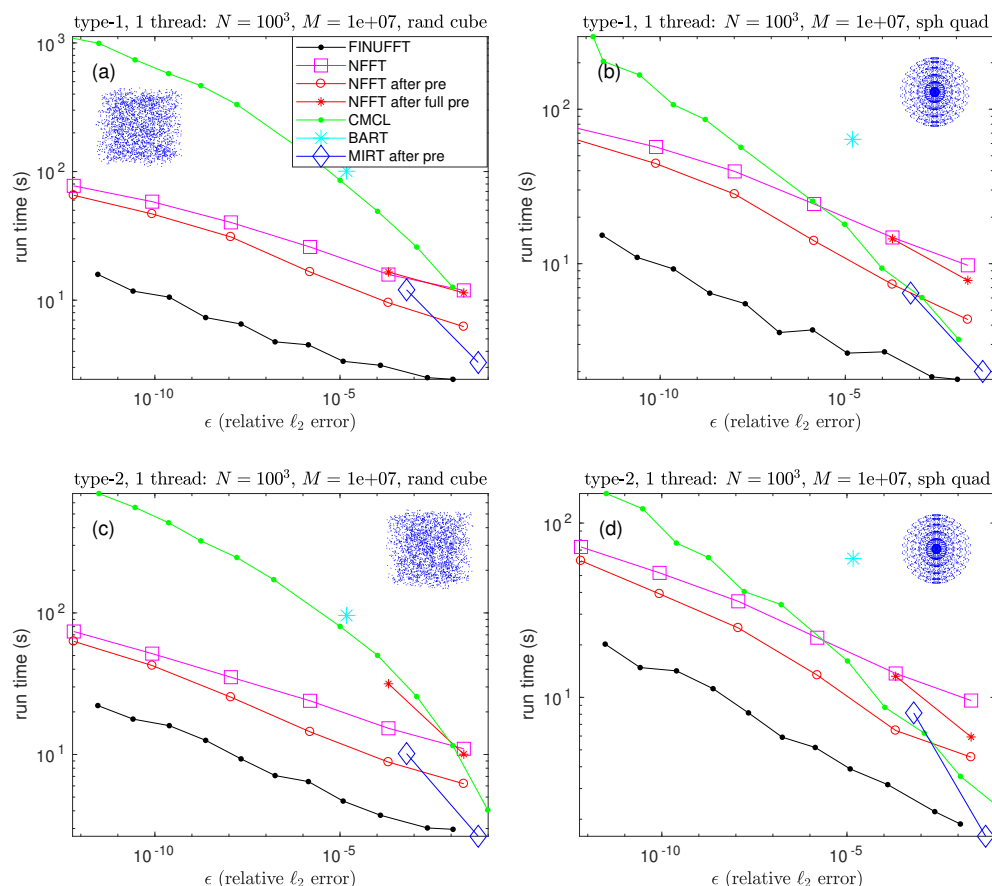 type-1, 1 thread: N = 100³, M = 1e+07, rand cube
10³
10²
10¹
run time (s)
(a)
FINUFFT
NFFT
NFFT after pre
NFFT after full pre
CMCL
BART
MIRT after pre
10⁻¹⁰
10⁻⁵
ϵ (relative ℓ₂ error)
type-1, 1 thread: N = 100³, M = 1e+07, sph quad
10²
10¹
run time (s)
(b)
10⁻¹⁰
10⁻⁵
ϵ (relative ℓ₂ error)
type-2, 1 thread: N = 100³, M = 1e+07, rand cube
10²
10¹
run time (s)
(c)
10⁻¹⁰
10⁻⁵
ϵ (relative ℓ₂ error)
type-2, 1 thread: N = 100³, M = 1e+07, sph quad
10²
10¹
run time (s)
(d)
10⁻¹⁰
10⁻⁵
ϵ (relative ℓ₂ error)